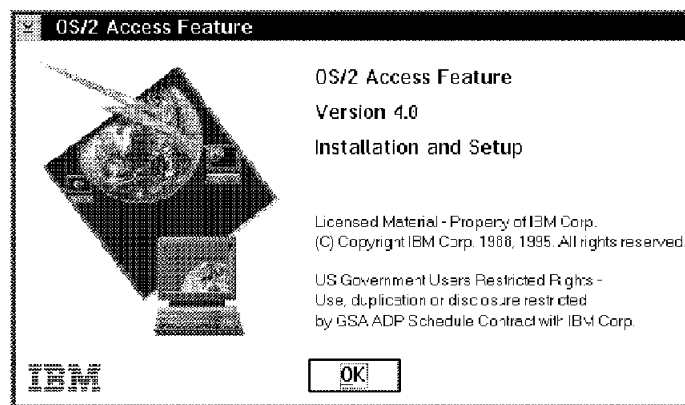 OS/2 Access Feature
OS/2 Access Feature
Version 4.0
Installation and Setup
Licensed Material - Property of IBM Corp.
(C) Copyright IBM Corp. 1988, 1995. All rights reserved.
US Government Users Restricted Rights -
Use, duplication or disclosure restricted
by GSA ADP Schedule Contract with IBM Corp.
IBM
OK